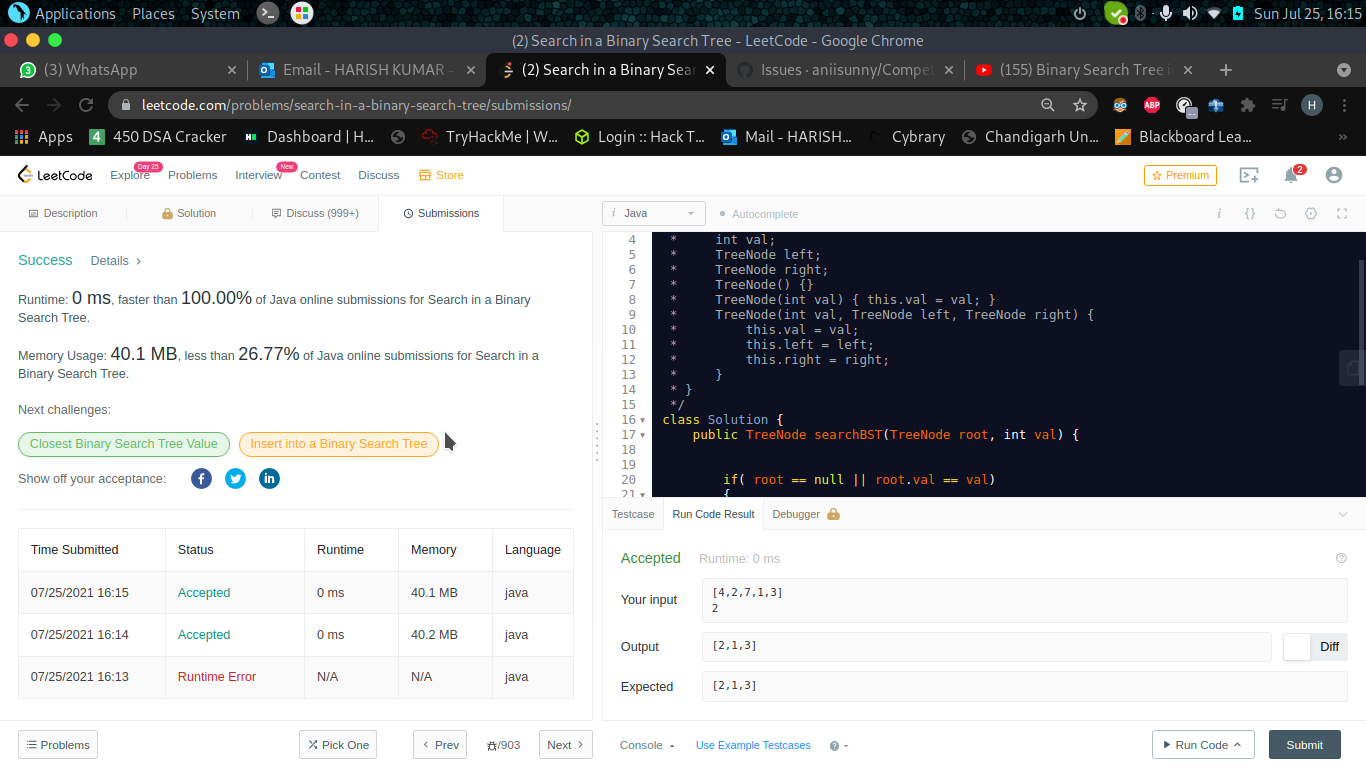 Applications Places System Sun Jul 25, 16:15
(2) Search in a Binary Search Tree - LeetCode - Google Chrome
3 (3) WhatsApp Email - HARISH KUMAR - (2) Search in a Binary Sear Issues · aniisunny/Compet (155) Binary Search Tree i
leetcode.com/problems/search-in-a-binary-search-tree/submissions/ ABP H
Apps 4 450 DSA Cracker Dashboard | H... TryHackMe | W... Login :: Hack T... Mail - HARISH... Cybrary Chandigarh Un... Blackboard Lea... »
LeetCode Explore Day 25 Problems Interview New Contest Discuss Store Premium 2
Description Solution Discuss (999+) Submissions
i Java Autocomplete i {}
Success Details
Runtime: 0 ms, faster than 100.00% of Java online submissions for Search in a Binary
Search Tree.
Memory Usage: 40.1 MB, less than 26.77% of Java online submissions for Search in a
Binary Search Tree.
Next challenges:
Closest Binary Search Tree Value Insert into a Binary Search Tree
Show off your acceptance:
Time Submitted Status Runtime Memory Language
07/25/2021 16:15 Accepted 0 ms 40.1 MB java
07/25/2021 16:14 Accepted 0 ms 40.2 MB java
07/25/2021 16:13 Runtime Error N/A N/A java
4 * int val;
5 * TreeNode left;
6 * TreeNode right;
7 * TreeNode() {}
8 * TreeNode(int val) { this.val = val; }
9 * TreeNode(int val, TreeNode left, TreeNode right) {
10 * this.val = val;
11 * this.left = left;
12 * this.right = right;
13 * }
14 * }
15 */
16 class Solution {
17 public TreeNode searchBST(TreeNode root, int val) {
18
19
20 if( root == null || root.val == val)
21 {
Testcase Run Code Result Debugger
Accepted Runtime: 0 ms
Your input [4,2,7,1,3]
2
Output [2,1,3] Diff
Expected [2,1,3]
Problems Pick One Prev /903 Next Console Use Example Testcases Run Code Submit